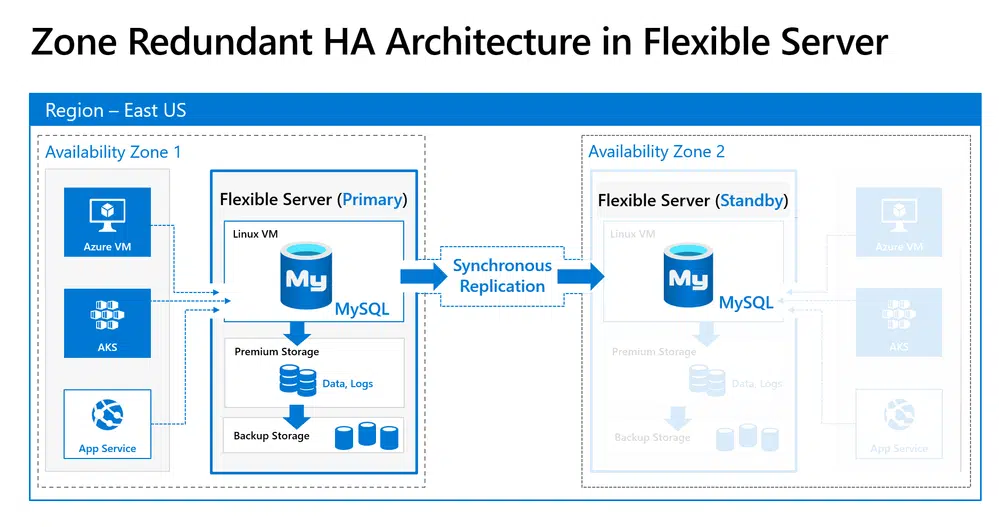 Zone Redundant HA Architecture in Flexible Server
Region – East US
Availability Zone 1
Azure VM
AKS
App Service
Flexible Server (Primary)
Linux VM
My
MySQL
Premium Storage
Data, Logs
Backup Storage
Synchronous
Replication
Availability Zone 2
Flexible Server (Standby)
Linux VM
My
MySQL
Premium Storage
Data, Logs
Backup Storage
Azure VM
AKS
App Service